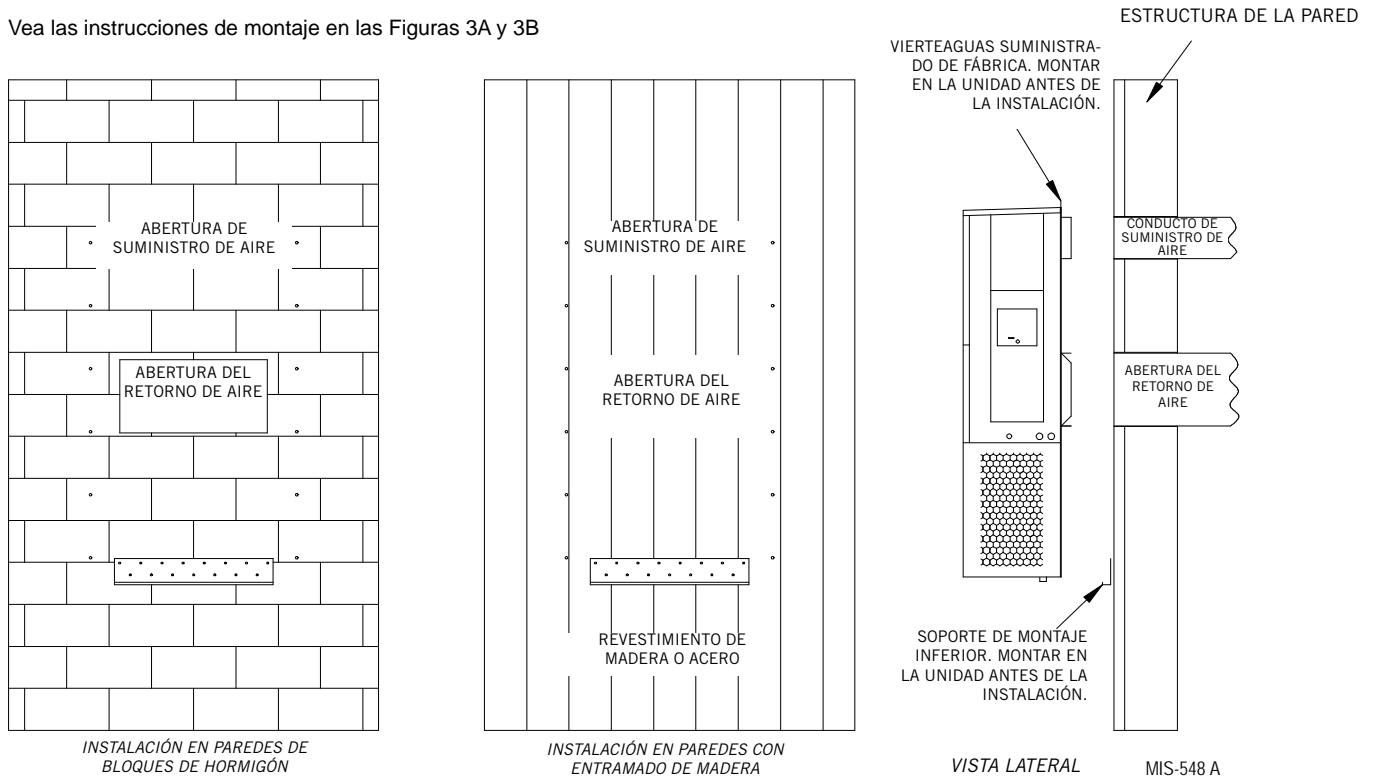 Vea las instrucciones de montaje en las Figuras 3A y 3B
ABERTURA DE
SUMINISTRO DE AIRE
ABERTURA DEL
RETORNO DE AIRE
INSTALACIÓN EN PAREDES DE
BLOQUES DE HORMIGÓN
ABERTURA DE
SUMINISTRO DE AIRE
ABERTURA DEL
RETORNO DE AIRE
REVESTIMIENTO DE
MADERA O ACERO
INSTALACIÓN EN PAREDES CON
ENTRAMADO DE MADERA
ESTRUCTURA DE LA PARED
VIERTEAGUAS SUMINISTRA-
DO DE FÁBRICA. MONTAR
EN LA UNIDAD ANTES DE
LA INSTALACIÓN.
CONDUCTO DE
SUMINISTRO DE
AIRE
ABERTURA DEL
RETORNO DE
AIRE
SOPORTE DE MONTAJE
INFERIOR. MONTAR EN
LA UNIDAD ANTES DE LA
INSTALACIÓN.
VISTA LATERAL
MIS-548 A